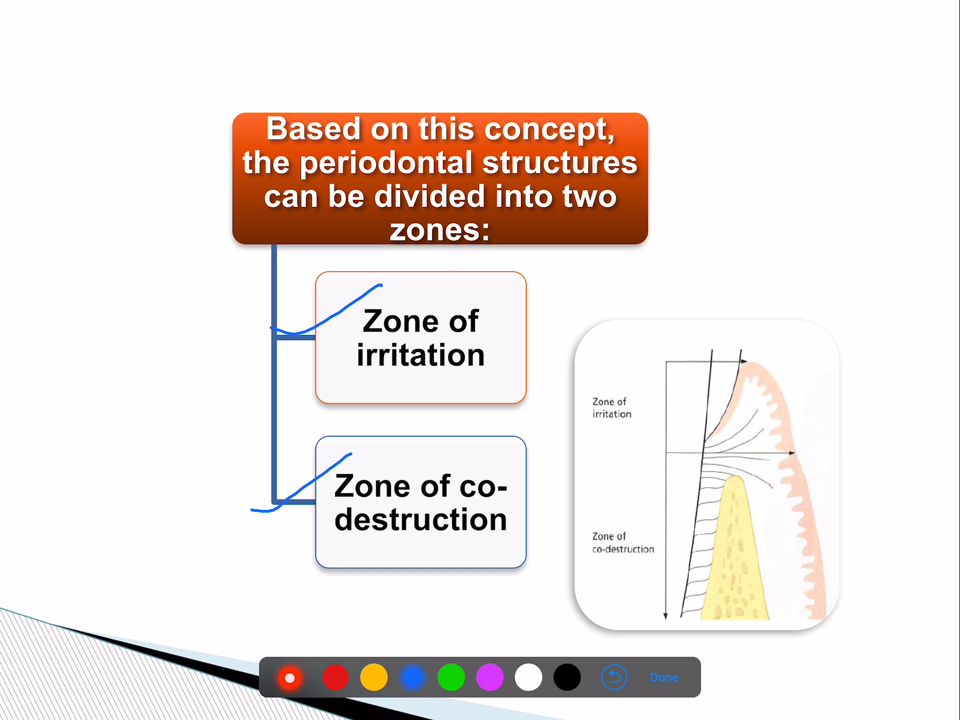 Based on this concept,
the periodontal structures
can be divided into two
zones:
Zone of
irritation
Zone of co-
destruction
Zone of
irritation
Zone of
co-destruction
Done